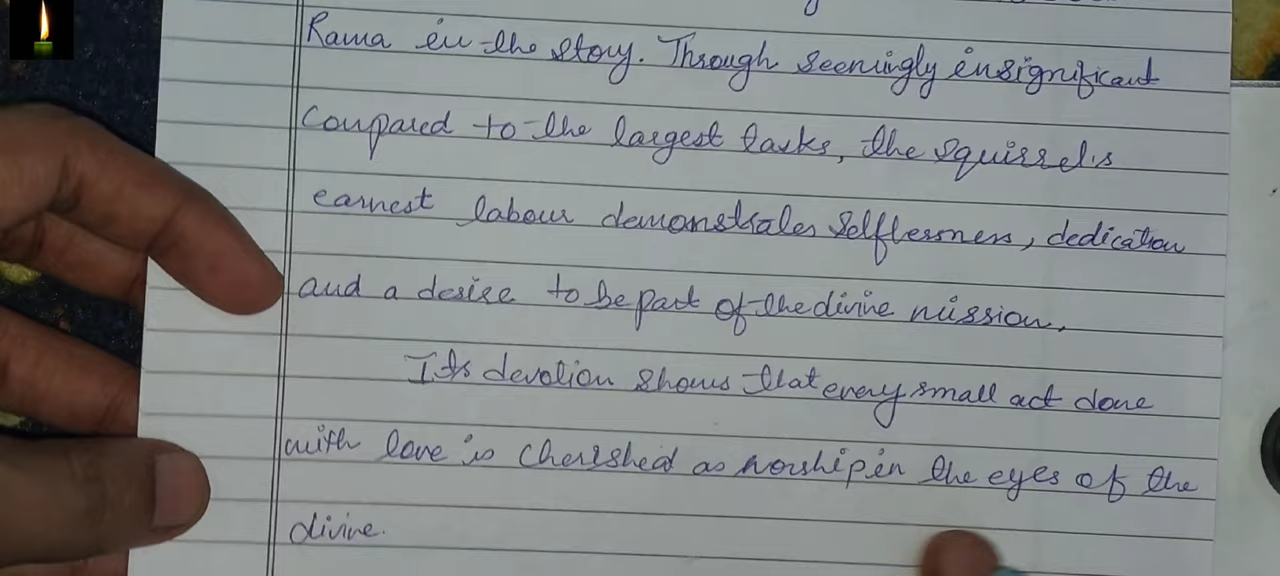 Rama in the story. Through seemingly insignificant
Compared to the largest tasks, the squirrel's
earnest labour demonstrates selflessness, dedication
and a desire to be part of the divine mission.
Its devotion shows that every small act done
with love is cherished as worship in the eyes of the
divine.